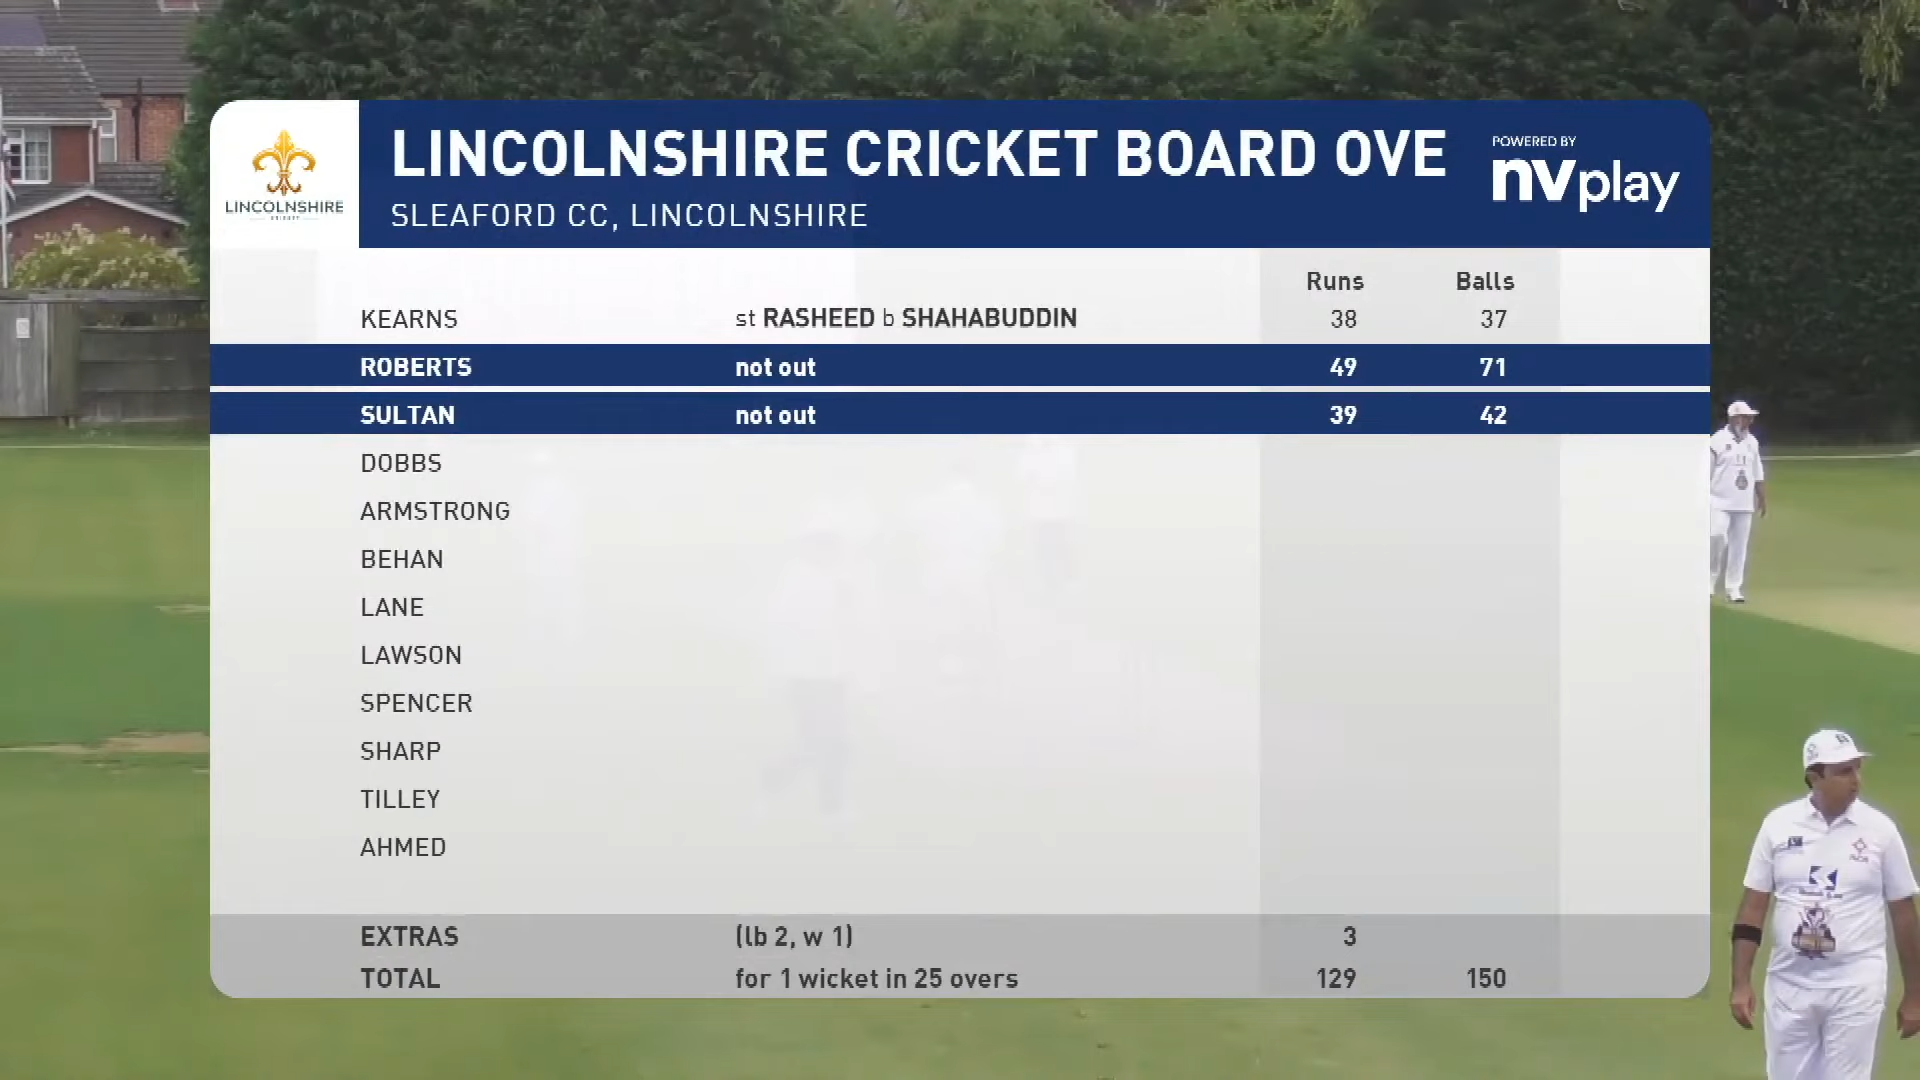 LINCOLNSHIRE CRICKET BOARD OVE
SLEAFORD CC, LINCOLNSHIRE
LINCOLNSHIRE
POWERED BY
nvplay
Runs Balls
KEARNS st RASHEED b SHAHABUDDIN 38 37
ROBERTS not out 49 71
SULTAN not out 39 42
DOBBS
ARMSTRONG
BEHAN
LANE
LAWSON
SPENCER
SHARP
TILLEY
AHMED
EXTRAS (lb 2, w 1) 3
TOTAL for 1 wicket in 25 overs 129 150